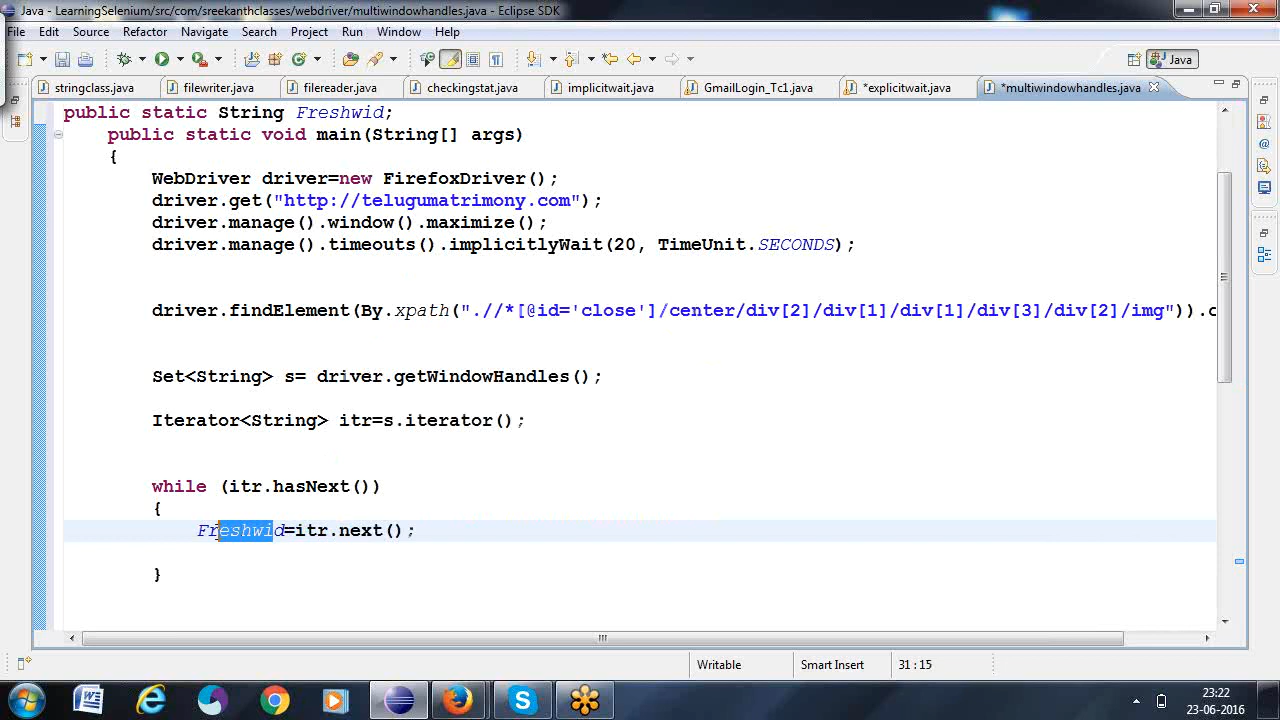 Java - LearningSelenium/src/com/sreekanthclasses/webdriver/multiwindowhandles.java - Eclipse SDK
File Edit Source Refactor Navigate Search Project Run Window Help
Java
stringclass.java filewriter.java filereader.java checkingstat.java implicitwait.java GmailLogin_Tc1.java *explicitwait.java *multiwindowhandles.java
public static String Freshwid;
public static void main(String[] args)
{
WebDriver driver=new FirefoxDriver();
driver.get("http://telugumatrimony.com");
driver.manage().window().maximize();
driver.manage().timeouts().implicitlyWait(20, TimeUnit.SECONDS);
driver.findElement(By.xpath(".//*[@id='close']/center/div[2]/div[1]/div[1]/div[3]/div[2]/img")).c
Set<String> s= driver.getWindowHandles();
Iterator<String> itr=s.iterator();
while (itr.hasNext())
{
Freshwid=itr.next();
}
Writable Smart Insert 31 : 15
23:22
23-06-2016